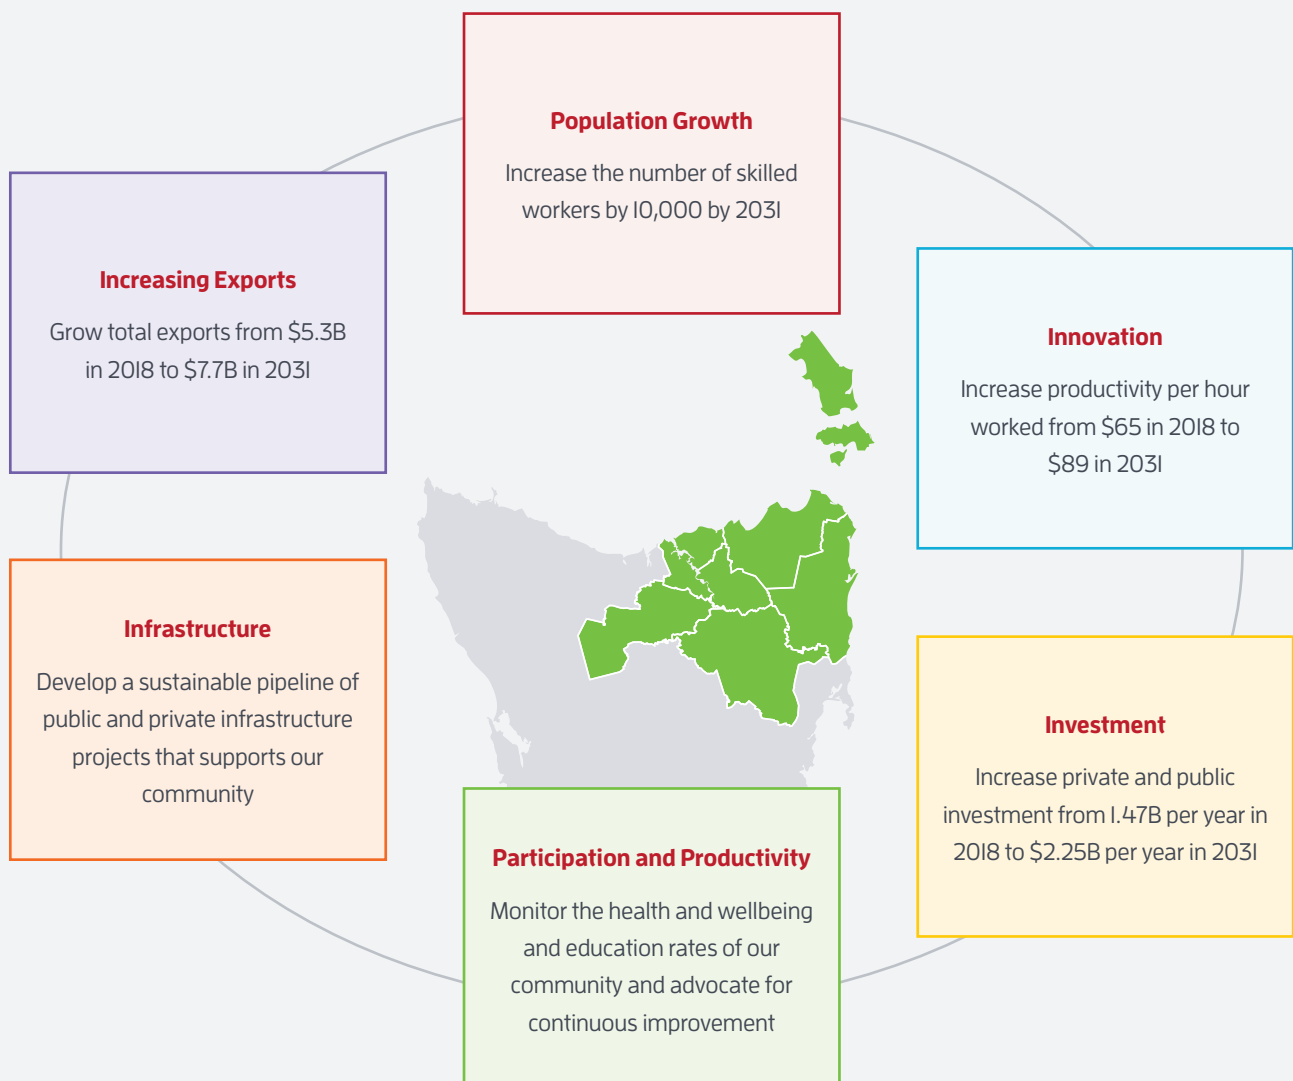 Population Growth
Increase the number of skilled
workers by 10,000 by 2031
Increasing Exports
Grow total exports from $5.3B
in 2018 to $7.7B in 2031
Innovation
Increase productivity per hour
worked from $65 in 2018 to
$89 in 2031
Infrastructure
Develop a sustainable pipeline of
public and private infrastructure
projects that supports our
community
Investment
Increase private and public
investment from 1.47B per year in
2018 to $2.25B per year in 2031
Participation and Productivity
Monitor the health and wellbeing
and education rates of our
community and advocate for
continuous improvement